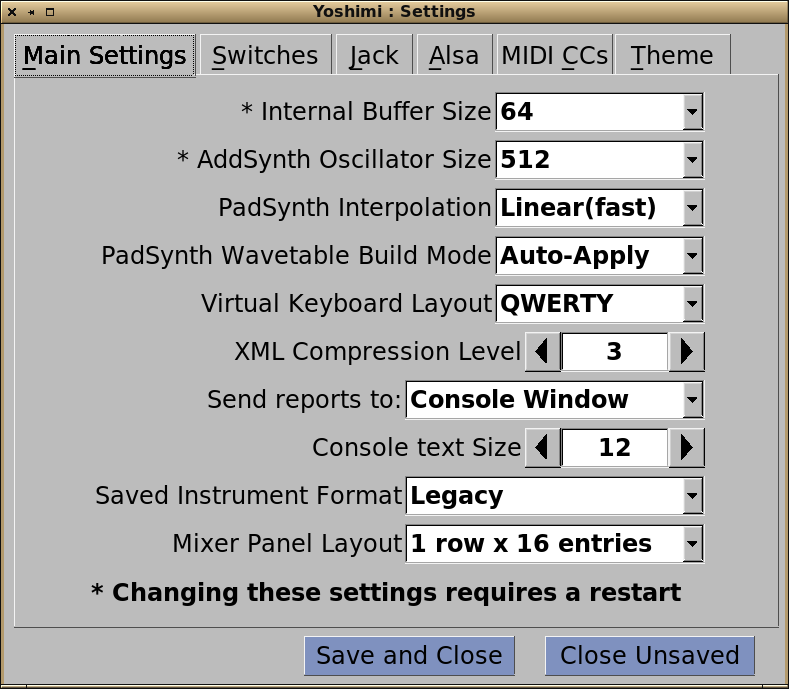 Yoshimi : Settings
Main Settings Switches Jack Alsa MIDI CCs Theme
* Internal Buffer Size 64
* AddSynth Oscillator Size 512
PadSynth Interpolation Linear(fast)
PadSynth Wavetable Build Mode Auto-Apply
Virtual Keyboard Layout QWERTY
XML Compression Level 3
Send reports to: Console Window
Console text Size 12
Saved Instrument Format Legacy
Mixer Panel Layout 1 row x 16 entries
* Changing these settings requires a restart
Save and Close Close Unsaved